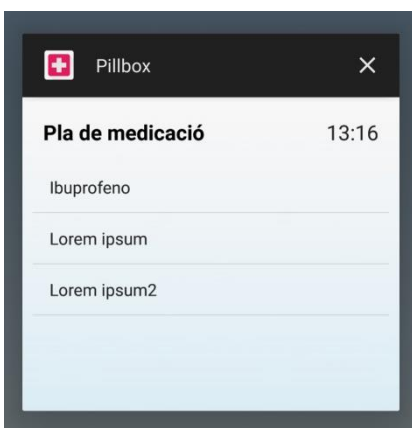 Pillbox
Pla de medicació 13:16
Ibuprofeno
Lorem ipsum
Lorem ipsum2